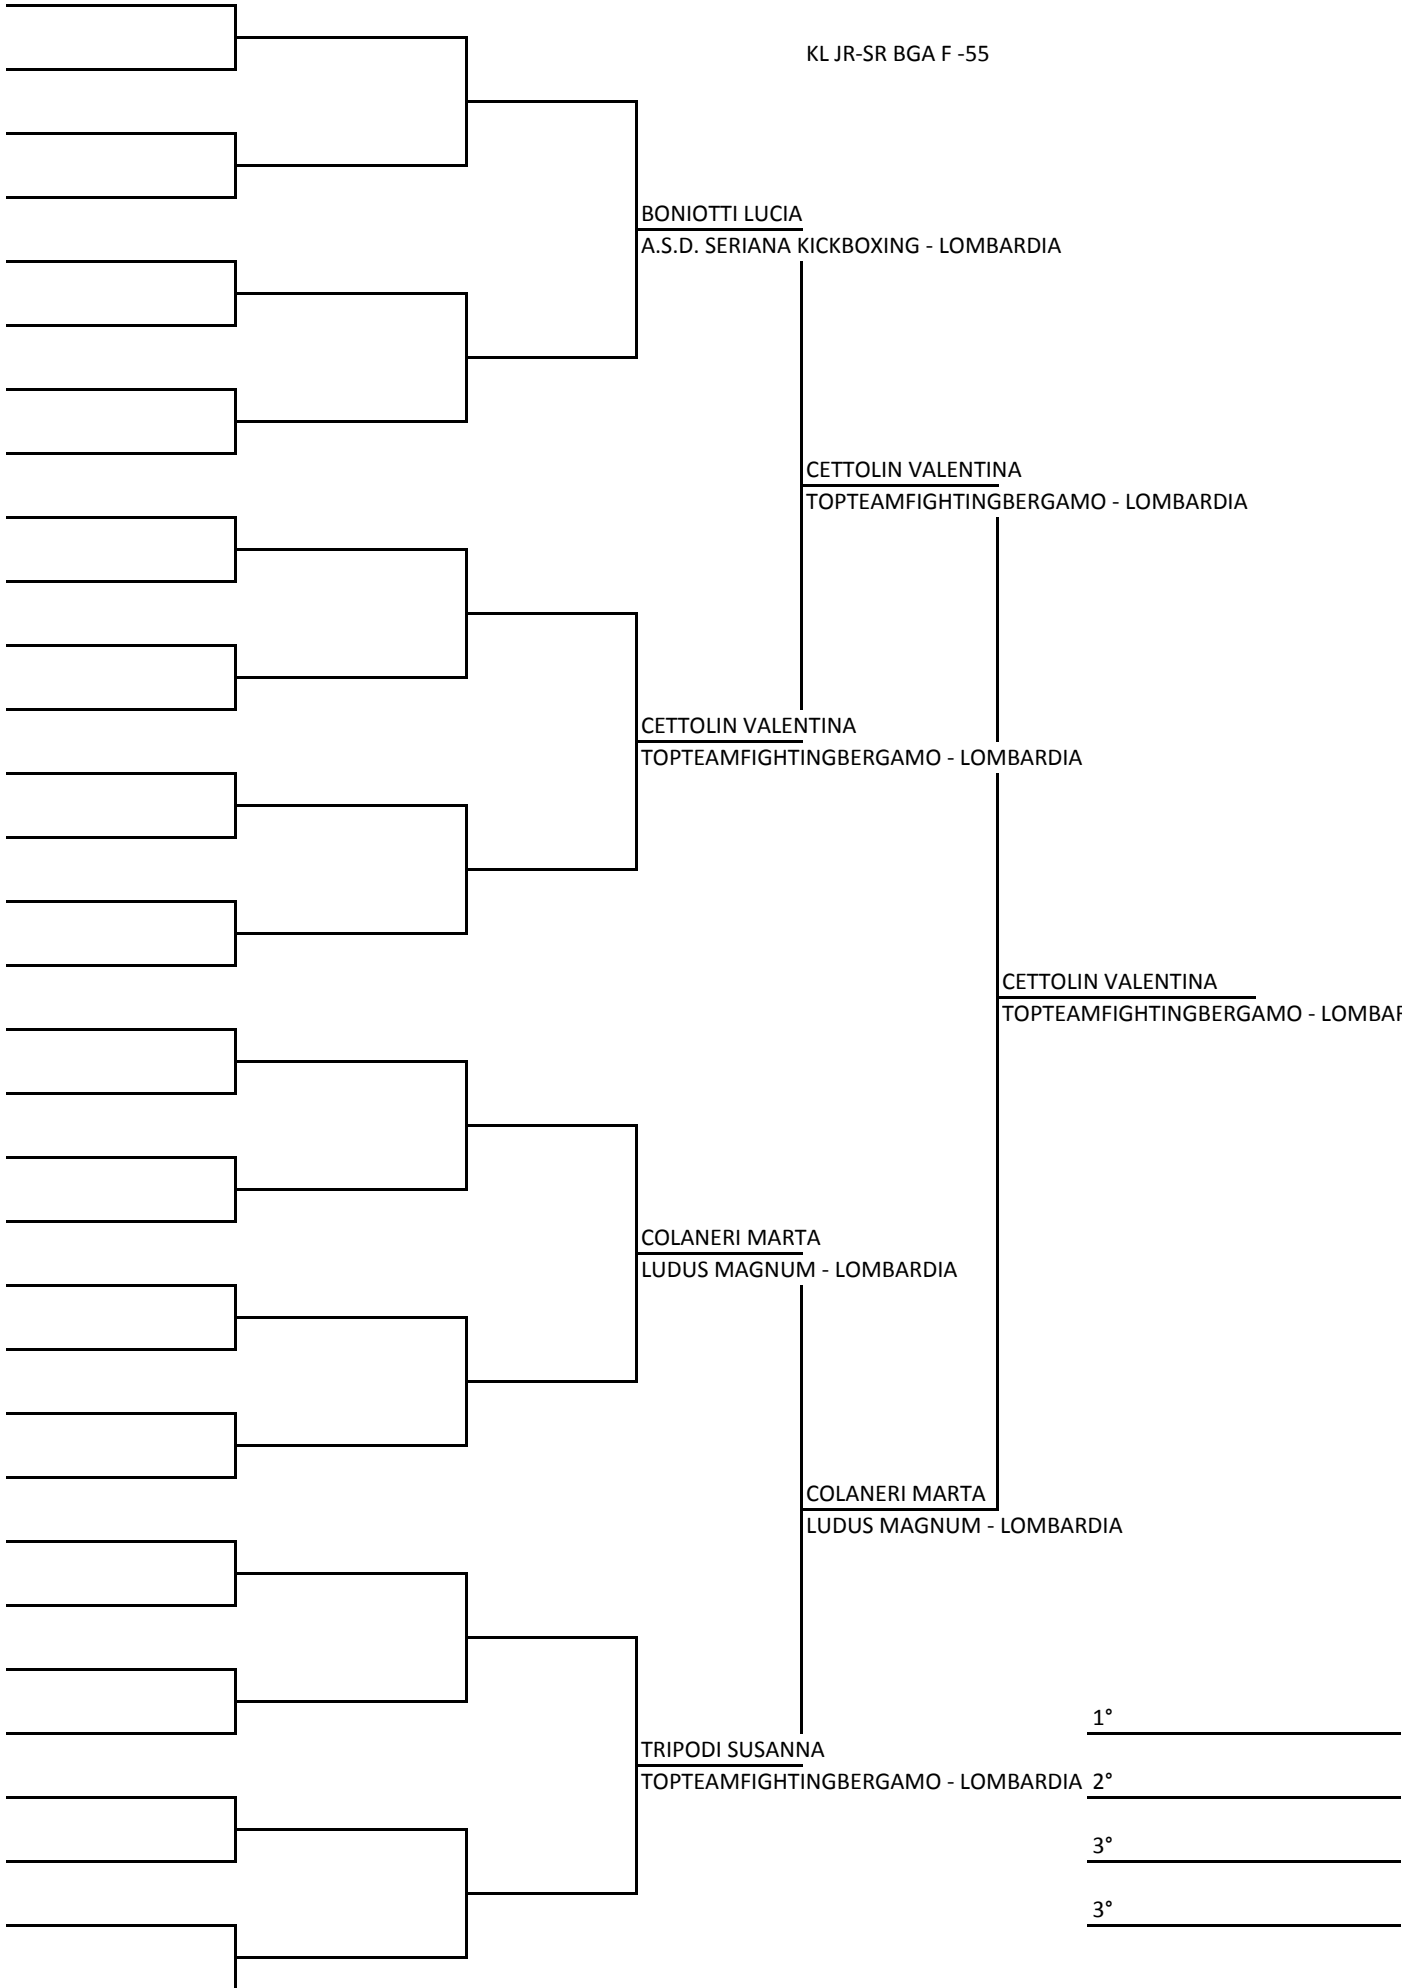 KL JR-SR BGA F -55
BONIOTTI LUCIA
A.S.D. SERIANA KICKBOXING - LOMBARDIA
CETTOLIN VALENTINA
TOPTEAMFIGHTINGBERGAMO - LOMBARDIA
CETTOLIN VALENTINA
TOPTEAMFIGHTINGBERGAMO - LOMBARDIA
CETTOLIN VALENTINA
TOPTEAMFIGHTINGBERGAMO - LOMBAR
COLANERI MARTA
LUDUS MAGNUM - LOMBARDIA
COLANERI MARTA
LUDUS MAGNUM - LOMBARDIA
1°
TRIPODI SUSANNA
TOPTEAMFIGHTINGBERGAMO - LOMBARDIA 2°
3°
3°